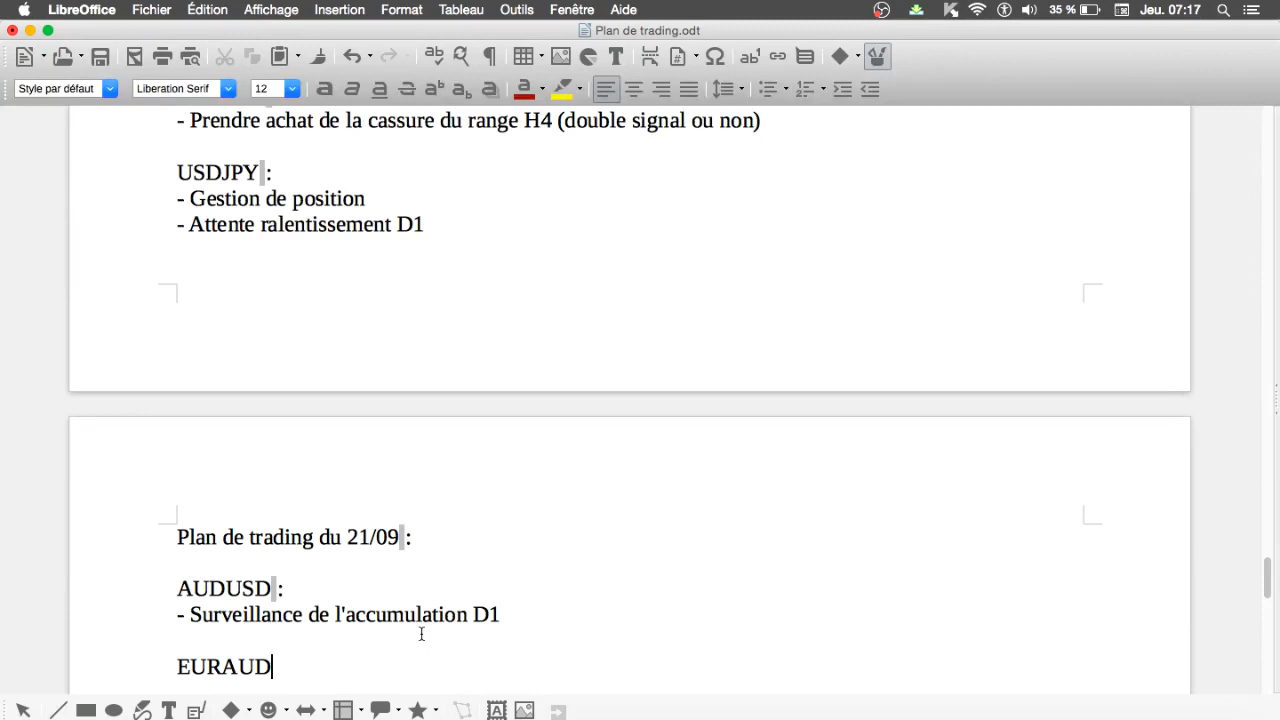 LibreOffice Fichier Édition Affichage Insertion Format Tableau Outils Fenêtre Aide 35 % Jeu. 07:17
Plan de trading.odt
Style par défaut Liberation Serif 12
- Prendre achat de la cassure du range H4 (double signal ou non)
USDJPY :
- Gestion de position
- Attente ralentissement D1
Plan de trading du 21/09 :
AUDUSD :
- Surveillance de l'accumulation D1
EURAUD